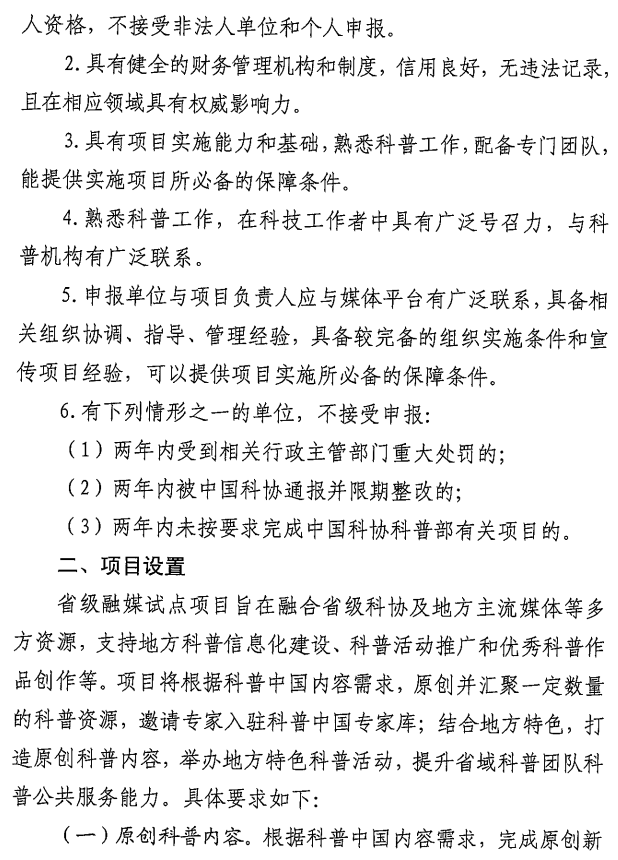 人资格，不接受非法人单位和个人申报。
2.具有健全的财务管理机构和制度，信用良好，无违法记录，
且在相应领域具有权威影响力。
3.具有项目实施能力和基础，熟悉科普工作，配备专门团队，
能提供实施项目所必备的保障条件。
4.熟悉科普工作，在科技工作者中具有广泛号召力，与科
普机构有广泛联系。
5.申报单位与项目负责人应与媒体平台有广泛联系，具备相
关组织协调、指导、管理经验，具备较完备的组织实施条件和宣
传项目经验，可以提供项目实施所必备的保障条件。
6.有下列情形之一的单位，不接受申报：
（1）两年内受到相关行政主管部门重大处罚的；
（2）两年内被中国科协通报并限期整改的；
（3）两年内未按要求完成中国科协科普部有关项目的。
二、项目设置
省级融媒试点项目旨在融合省级科协及地方主流媒体等多
方资源，支持地方科普信息化建设、科普活动推广和优秀科普作
品创作等。项目将根据科普中国内容需求，原创并汇聚一定数量
的科普资源，邀请专家入驻科普中国专家库；结合地方特色，打
造原创科普内容，举办地方特色科普活动，提升省域科普团队科
普公共服务能力。具体要求如下：
（一）原创科普内容。根据科普中国内容需求，完成原创新